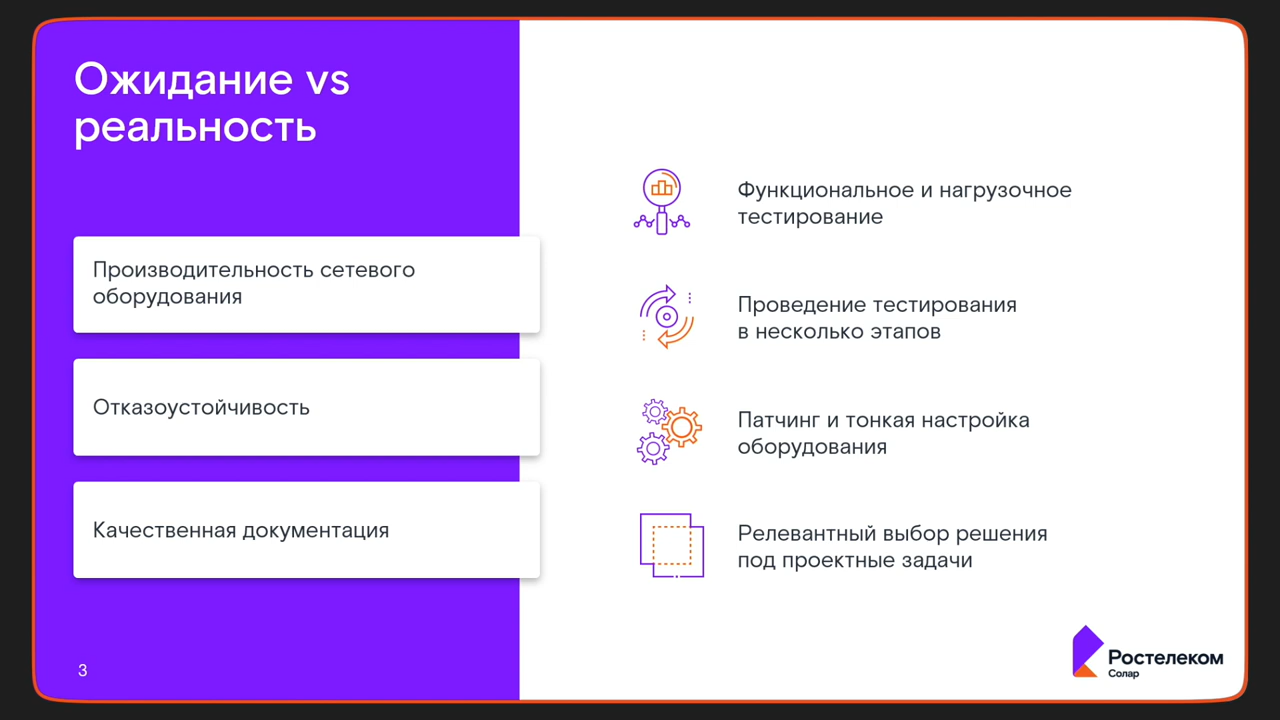 Ожидание vs
реальность
Производительность сетевого
оборудования
Отказоустойчивость
Качественная документация
Функциональное и нагрузочное
тестирование
Проведение тестирования
в несколько этапов
Патчинг и тонкая настройка
оборудования
Релевантный выбор решения
под проектные задачи
3
Ростелеком
Солар